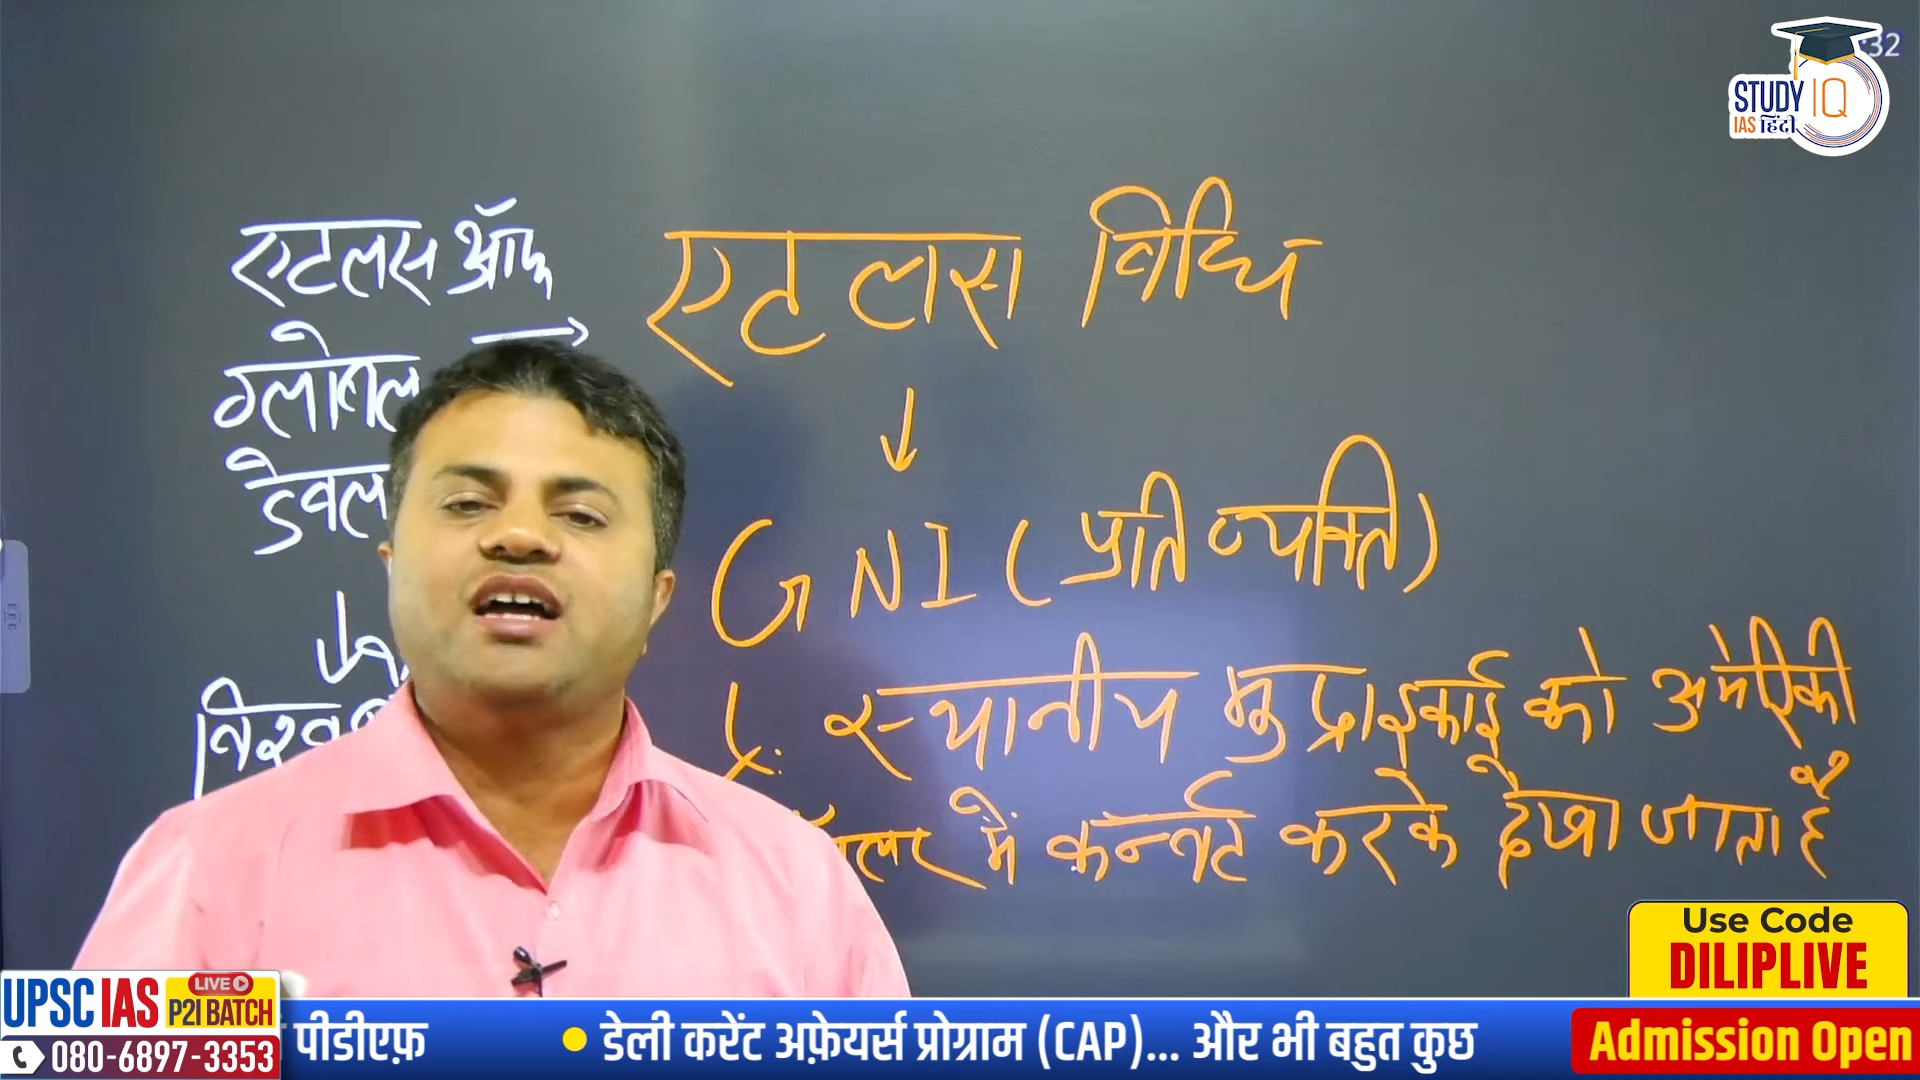 32
STUDY IQ
IAS हिंदी
एटलस ऑफ
ग्लोबल
डेवल
एटलस विधि
↓
GNI (प्रति व्यक्ति)
स्थानीय मुद्रा इकाई को अमेरिकी
में कन्वर्ट करके देखा जाता है
Use Code
DILIPLIVE
UPSC IAS
LIVE
P2I BATCH
080-6897-3353
पीडीएफ़
• डेली करेंट अफ़ेयर्स प्रोग्राम (CAP)... और भी बहुत कुछ
Admission Open